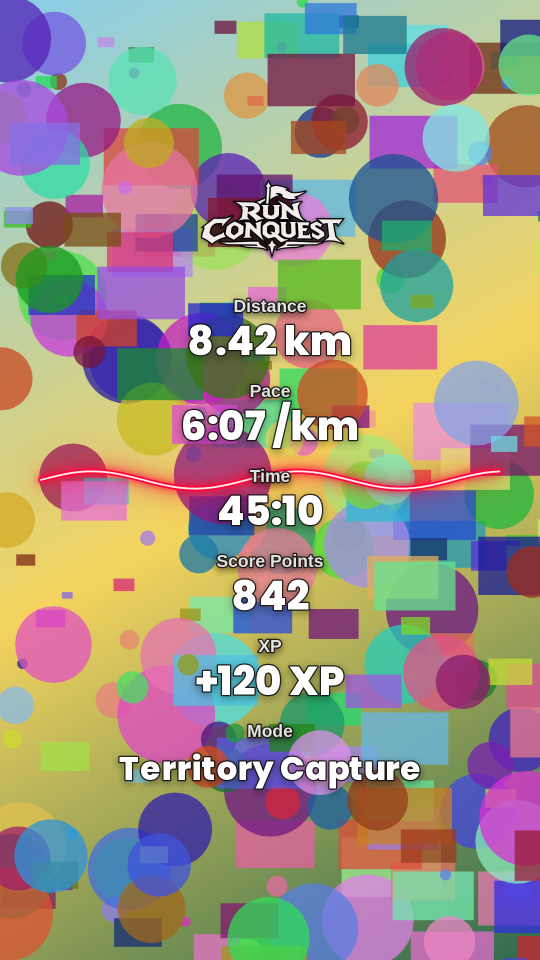 RUN
CONQUEST
Distance
8.42 km
Pace
6:07 /km
Time
45:10
Score Points
842
XP
+120 XP
Mode
Territory Capture